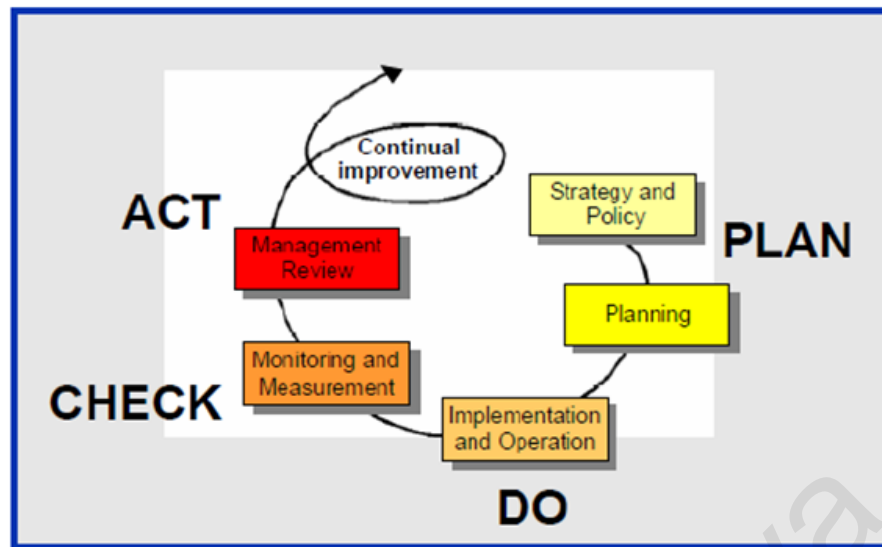 Continual
improvement
ACT
Strategy and
Policy
PLAN
Management
Review
Planning
Monitoring and
Measurement
CHECK
Implementation
and Operation
DO